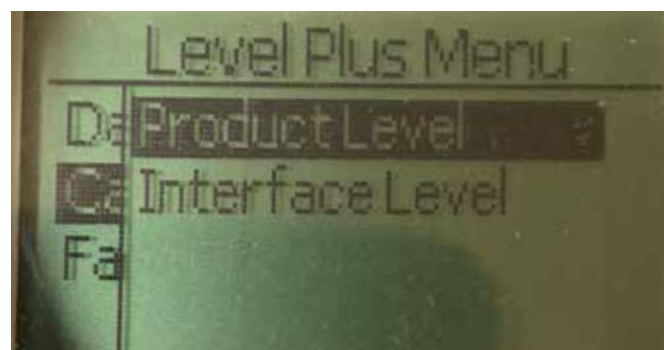 Level Plus Menu
Da
Product Level
Ca
Interface Level
Fa